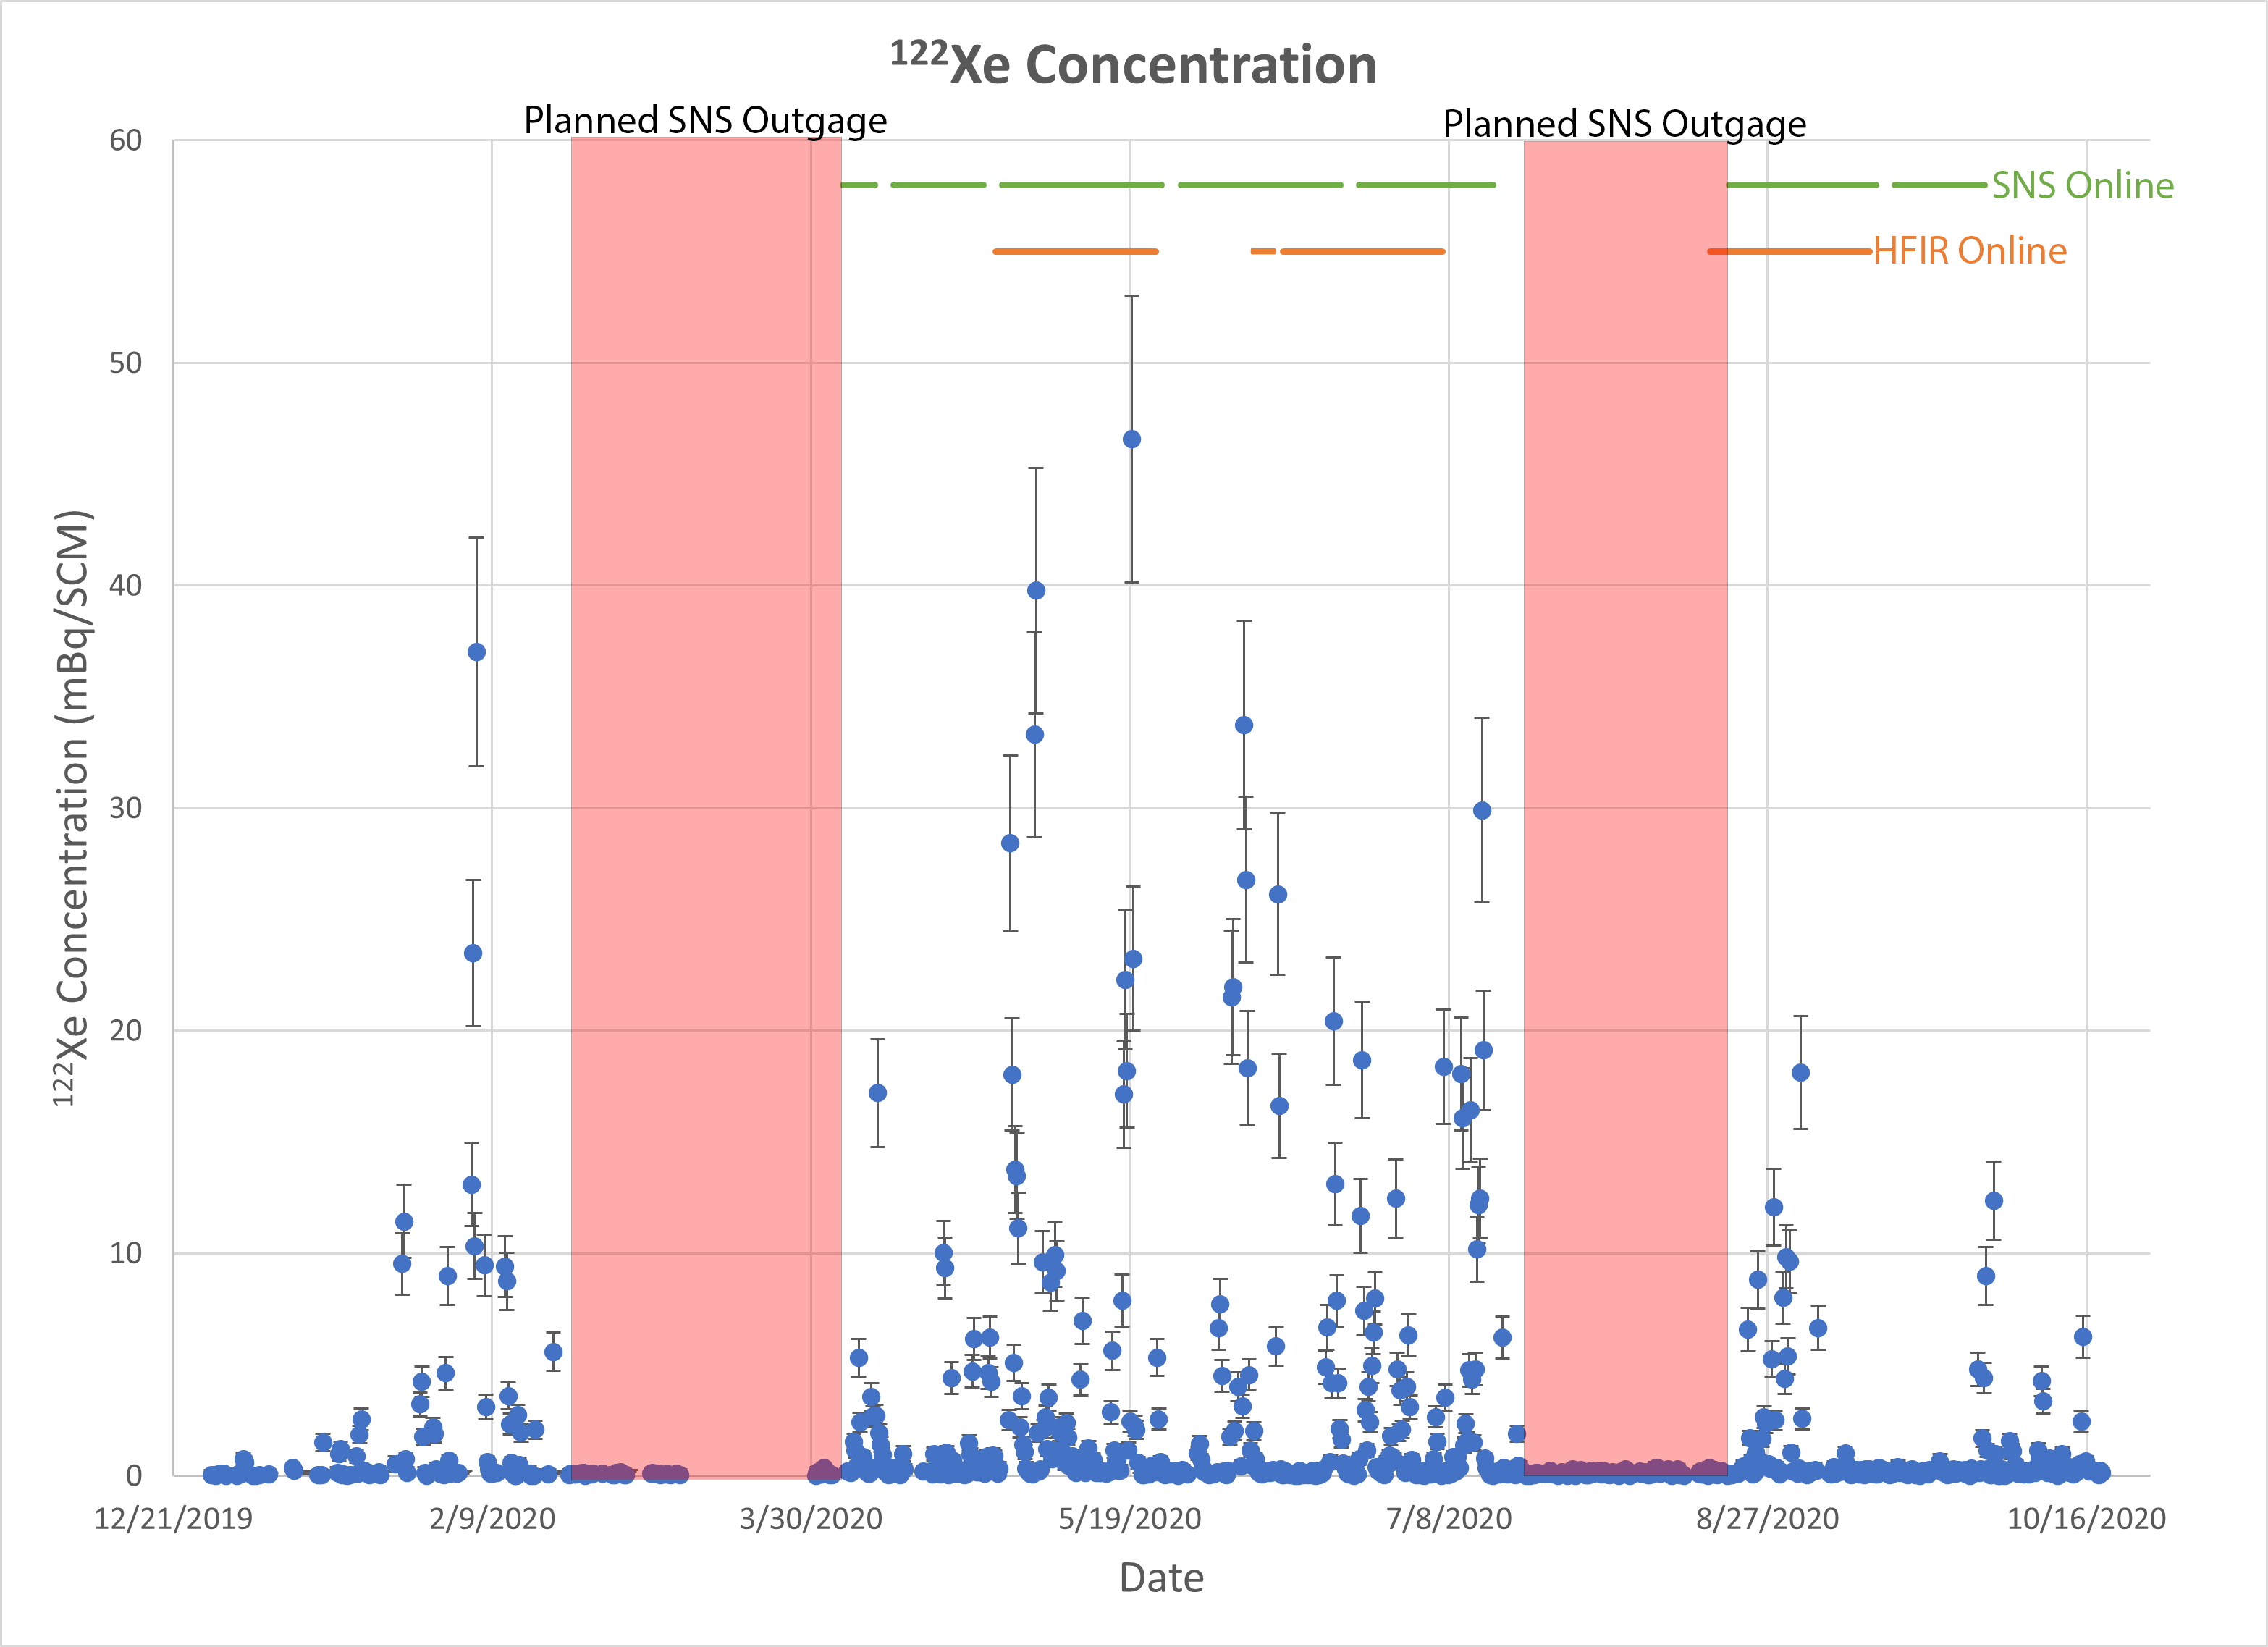 ¹²²Xe Concentration
Planned SNS Outgage
Planned SNS Outgage
60
SNS Online
HFIR Online
50
40
30
20
10
0
¹²²Xe Concentration (mBq/SCM)
12/21/2019
2/9/2020
3/30/2020
5/19/2020
7/8/2020
8/27/2020
10/16/2020
Date